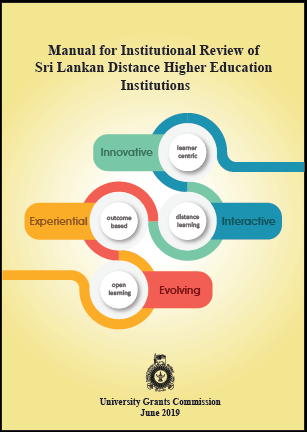 Manual for Institutional Review of
Sri Lankan Distance Higher Education
Institutions
Innovative
learner
centric
Experiential
outcome
based
distance
learning
Interactive
open
learning
Evolving
University Grants Commission
June 2019